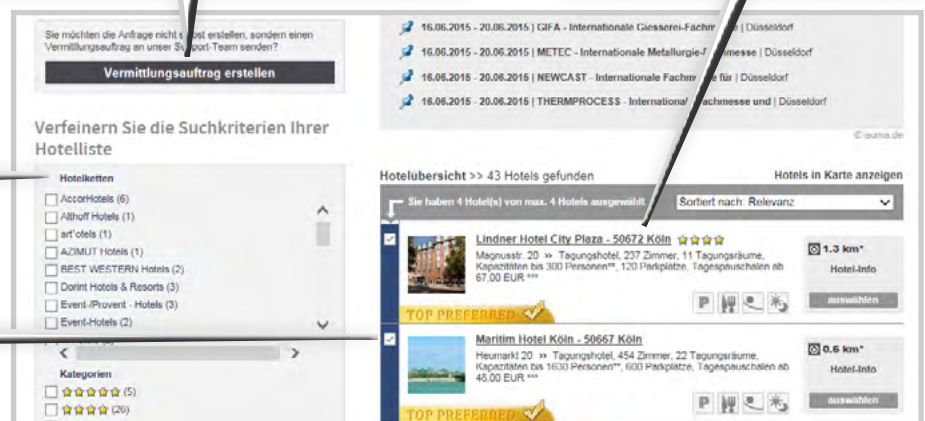 Sie möchten die Anfrage nicht selbst erstellen, sondern einen
Vermittlungsauftrag an unser Support-Team senden?
Vermittlungsauftrag erstellen
Verfeinern Sie die Suchkriterien Ihrer
Hotelliste
Hotelketten
AccorHotels (6)
Althoff Hotels (1)
art'otels (1)
AZIMUT Hotels (1)
BEST WESTERN Hotels (2)
Dorint Hotels & Resorts (3)
Event-/Provent - Hotels (3)
Event-Hotels (2)
Kategorien
(5)
(26)
16.06.2015 - 20.06.2015 | GIFA - Internationale Giesserei-Fachmesse | Düsseldorf
16.06.2015 - 20.06.2015 | METEC - Internationale Metallurgie-Fachmesse | Düsseldorf
16.06.2015 - 20.06.2015 | NEWCAST - Internationale Fachmesse für | Düsseldorf
16.06.2015 - 20.06.2015 | THERMPROCESS - Internationale Fachmesse und | Düsseldorf
© auma.de
Hotelübersicht >> 43 Hotels gefunden
Hotels in Karte anzeigen
Sie haben 4 Hotel(s) von max. 4 Hotels ausgewählt
Sortiert nach: Relevanz
Lindner Hotel City Plaza - 50672 Köln
Magnusstr. 20 >> Tagungshotel, 237 Zimmer, 11 Tagungsräume,
Kapazitäten bis 300 Personen**, 120 Parkplätze, Tagespauschalen ab
67,00 EUR ***
1.3 km*
Hotel-Info
auswählen
P
TOP PREFERRED
Maritim Hotel Köln - 50667 Köln
Heumarkt 20 >> Tagungshotel, 454 Zimmer, 22 Tagungsräume,
Kapazitäten bis 1630 Personen**, 600 Parkplätze, Tagespauschalen ab
48,00 EUR ***
0.6 km*
Hotel-Info
auswählen
P
TOP PREFERRED